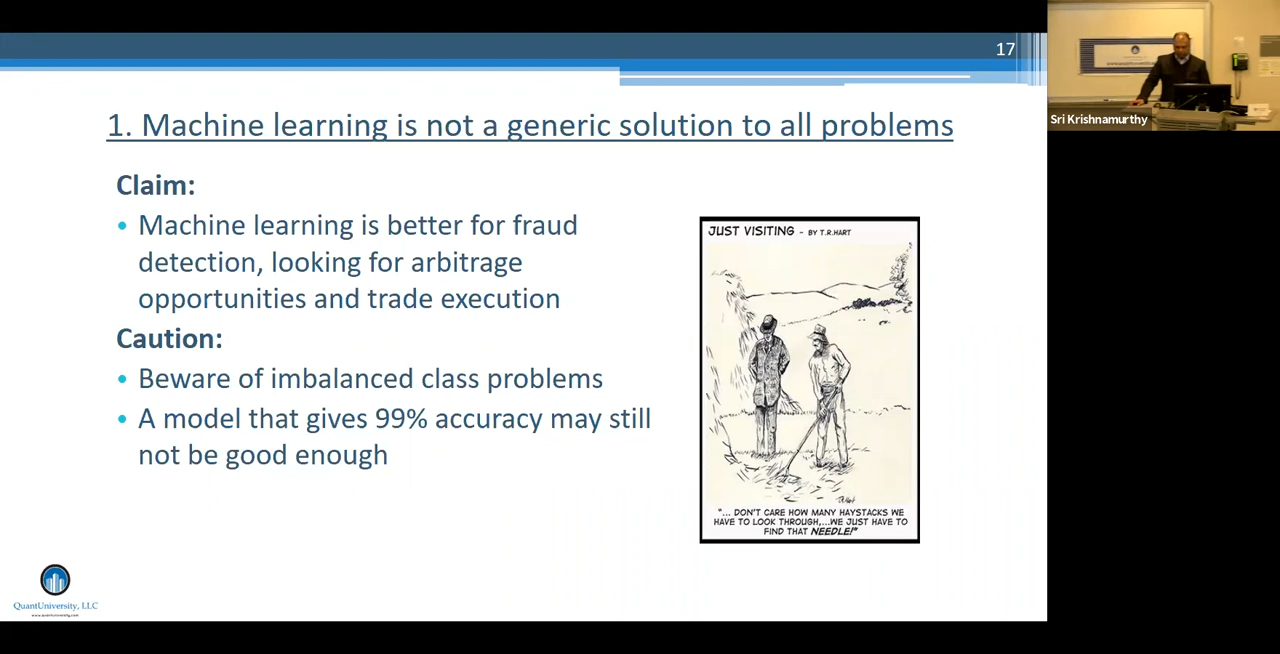 17
1. Machine learning is not a generic solution to all problems
Claim:
• Machine learning is better for fraud
detection, looking for arbitrage
opportunities and trade execution
Caution:
• Beware of imbalanced class problems
• A model that gives 99% accuracy may still
not be good enough
JUST VISITING - BY T.R.HART
"... DON'T CARE HOW MANY HAYSTACKS WE
HAVE TO LOOK THROUGH,...WE JUST HAVE TO
FIND THAT NEEDLE!"
QuantUniversity, LLC
www.quantuniversity.com
Sri Krishnamurthy